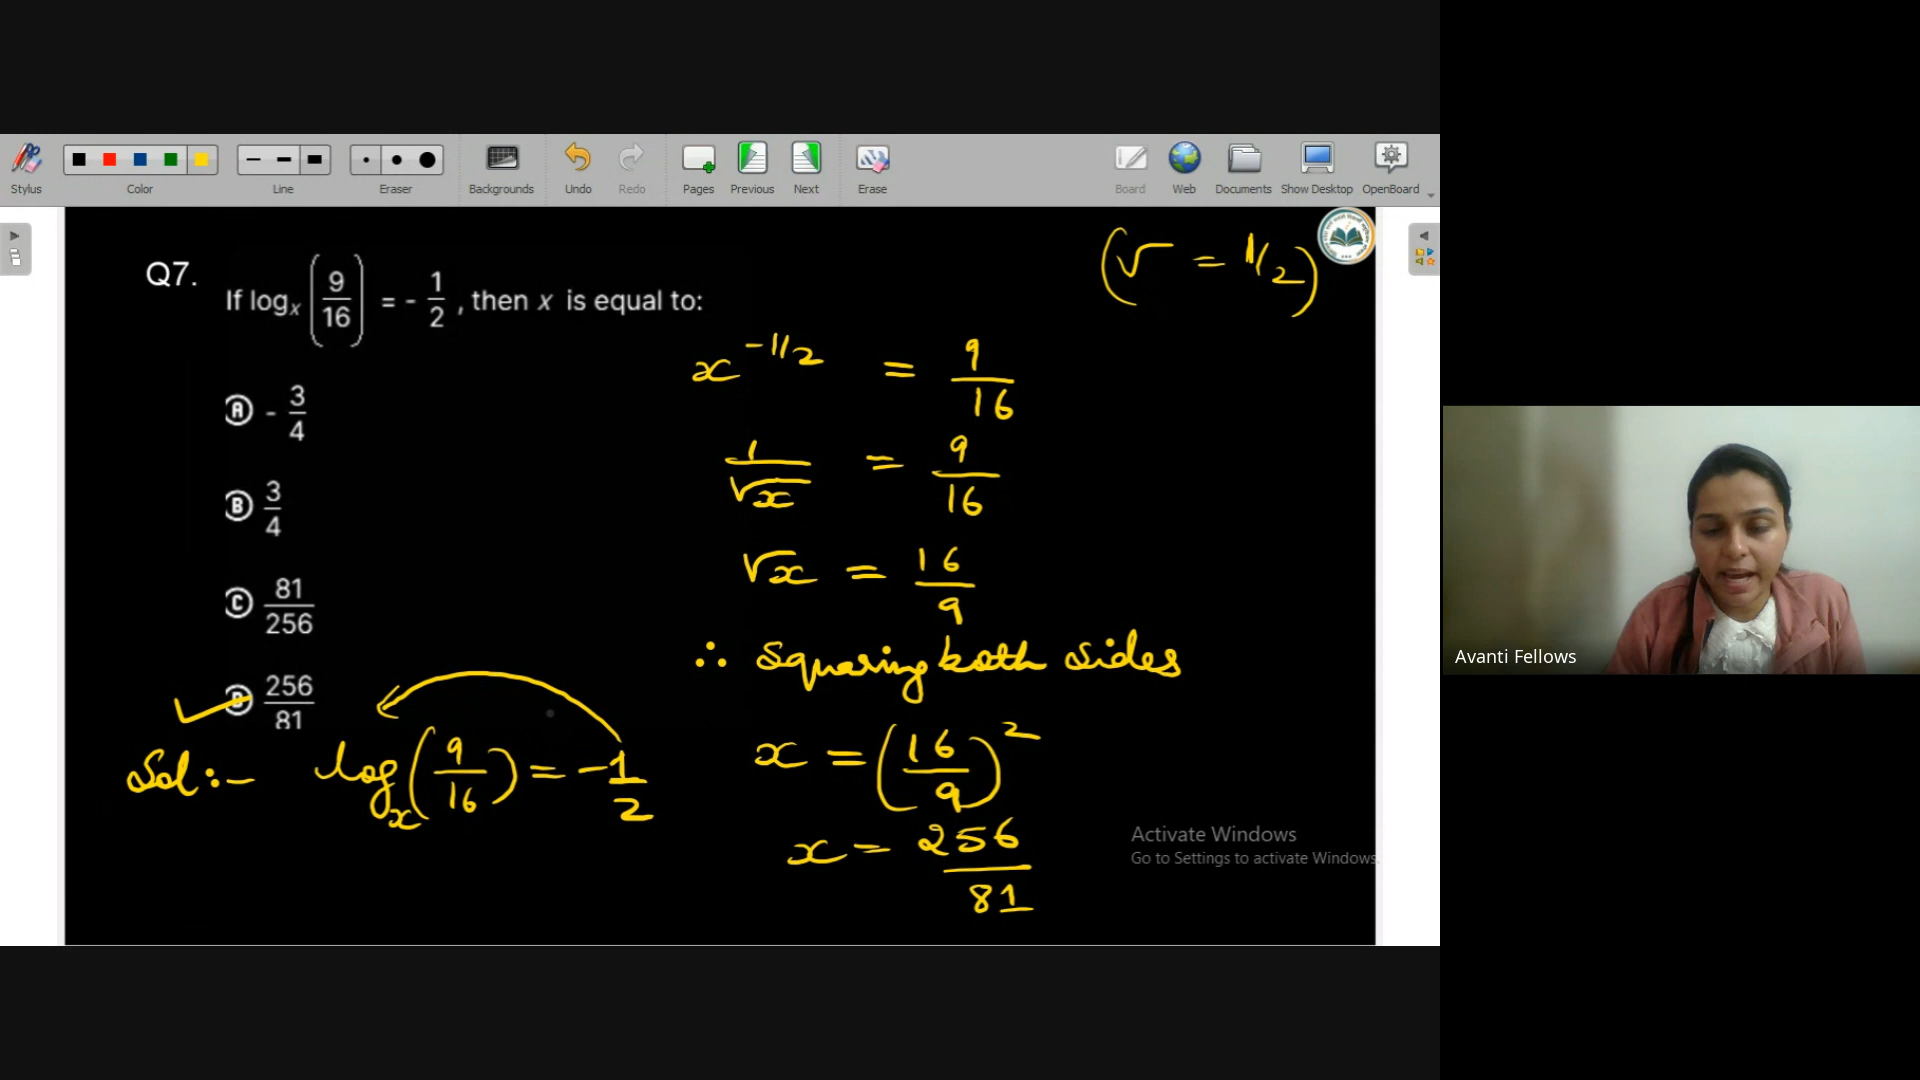 Stylus
Color
Line
Eraser
Backgrounds
Undo
Redo
Pages
Previous
Next
Erase
Board
Web
Documents
Show Desktop
OpenBoard
Q7. If logₓ(9/16) = - 1/2 , then x is equal to:
(√ = 1/2)
A - 3/4
B 3/4
C 81/256
D 256/81
Sol :- logₓ(9/16) = -1/2
x^-1/2 = 9/16
1/√x = 9/16
√x = 16/9
∴ Squaring both sides
x = (16/9)²
x = 256/81
Activate Windows
Go to Settings to activate Windows.
Avanti Fellows